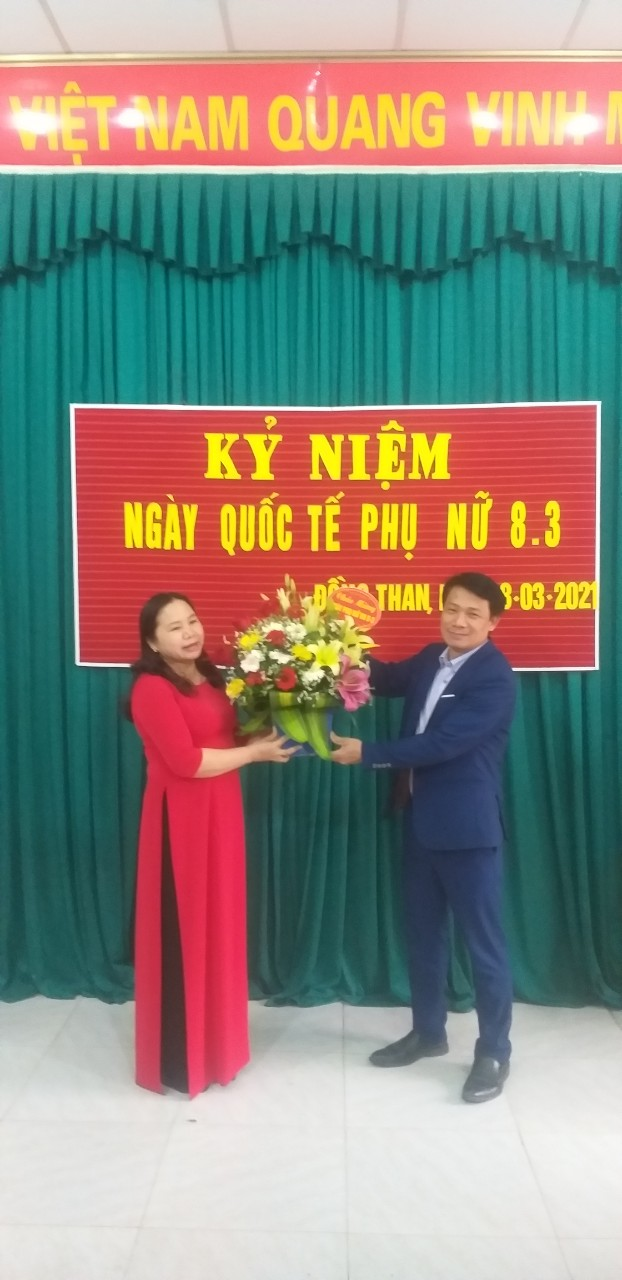 VIỆT NAM QUANG VINH M
KỶ NIỆM
NGÀY QUỐC TẾ PHỤ NỮ 8.3
THAN, 8-03-2021